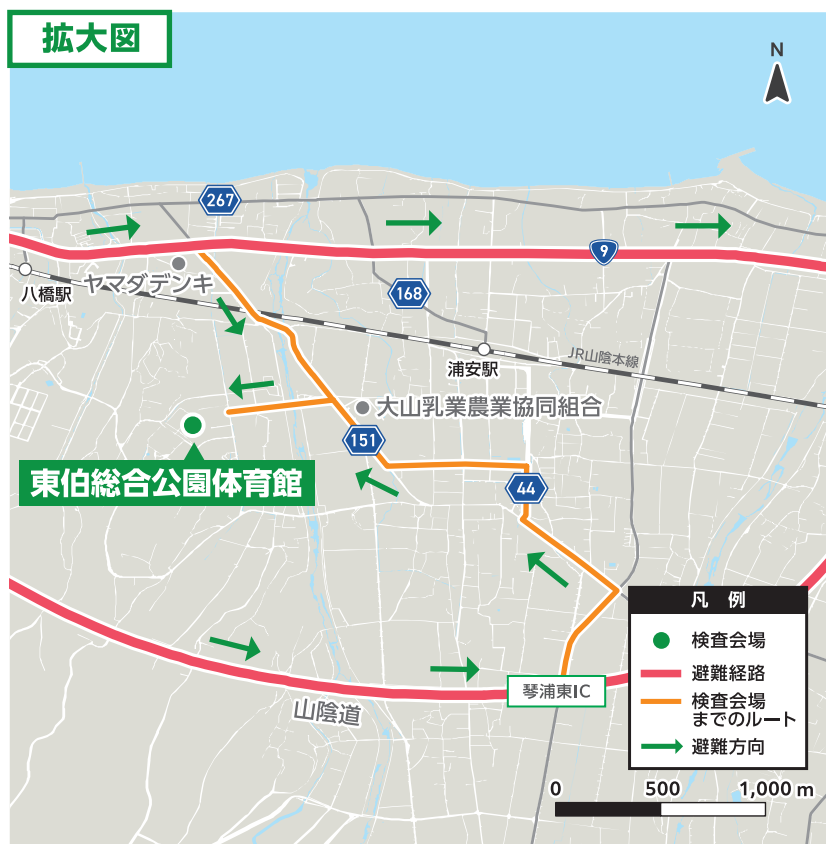 拡大図
N
267
9
ヤマダデンキ
八橋駅
168
JR山陰本線
浦安駅
大山乳業農業協同組合
151
東伯総合公園体育館
44
凡 例
検査会場
避難経路
検査会場
までのルート
避難方向
琴浦東IC
山陰道
0 500 1,000 m